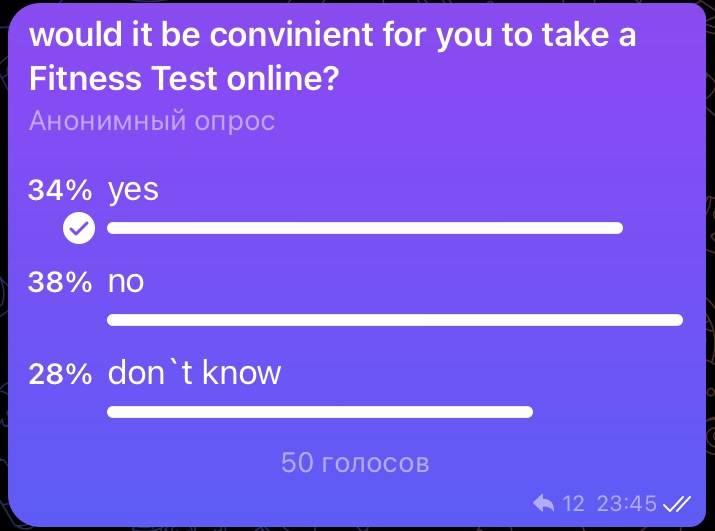 would it be convinient for you to take a
Fitness Test online?
Анонимный опрос
34% yes
38% no
28% don`t know
50 голосов
12 23:45